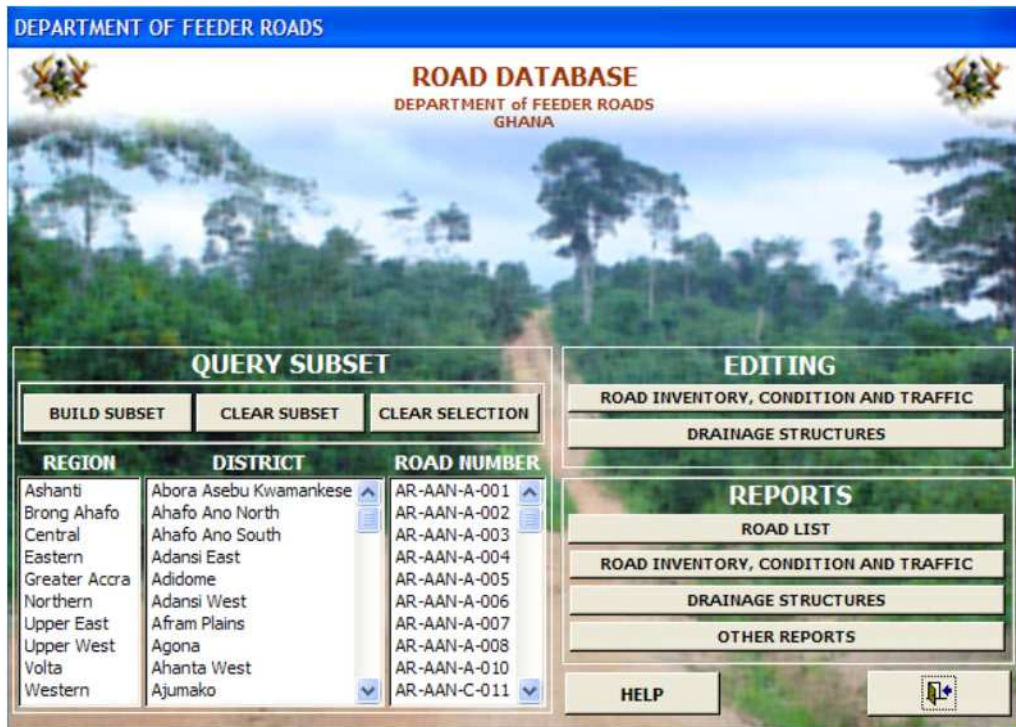 DEPARTMENT OF FEEDER ROADS
ROAD DATABASE
DEPARTMENT of FEEDER ROADS
GHANA
QUERY SUBSET
BUILD SUBSET
CLEAR SUBSET
CLEAR SELECTION
REGION
Ashanti
Brong Ahafo
Central
Eastern
Greater Accra
Northern
Upper East
Upper West
Volta
Western
DISTRICT
Abora Asebu Kwamankese
Ahafo Ano North
Ahafo Ano South
Adansi East
Adidome
Adansi West
Afram Plains
Agona
Ahanta West
Ajumako
ROAD NUMBER
AR-AAN-A-001
AR-AAN-A-002
AR-AAN-A-003
AR-AAN-A-004
AR-AAN-A-005
AR-AAN-A-006
AR-AAN-A-007
AR-AAN-A-008
AR-AAN-A-010
AR-AAN-C-011
EDITING
ROAD INVENTORY, CONDITION AND TRAFFIC
DRAINAGE STRUCTURES
REPORTS
ROAD LIST
ROAD INVENTORY, CONDITION AND TRAFFIC
DRAINAGE STRUCTURES
OTHER REPORTS
HELP